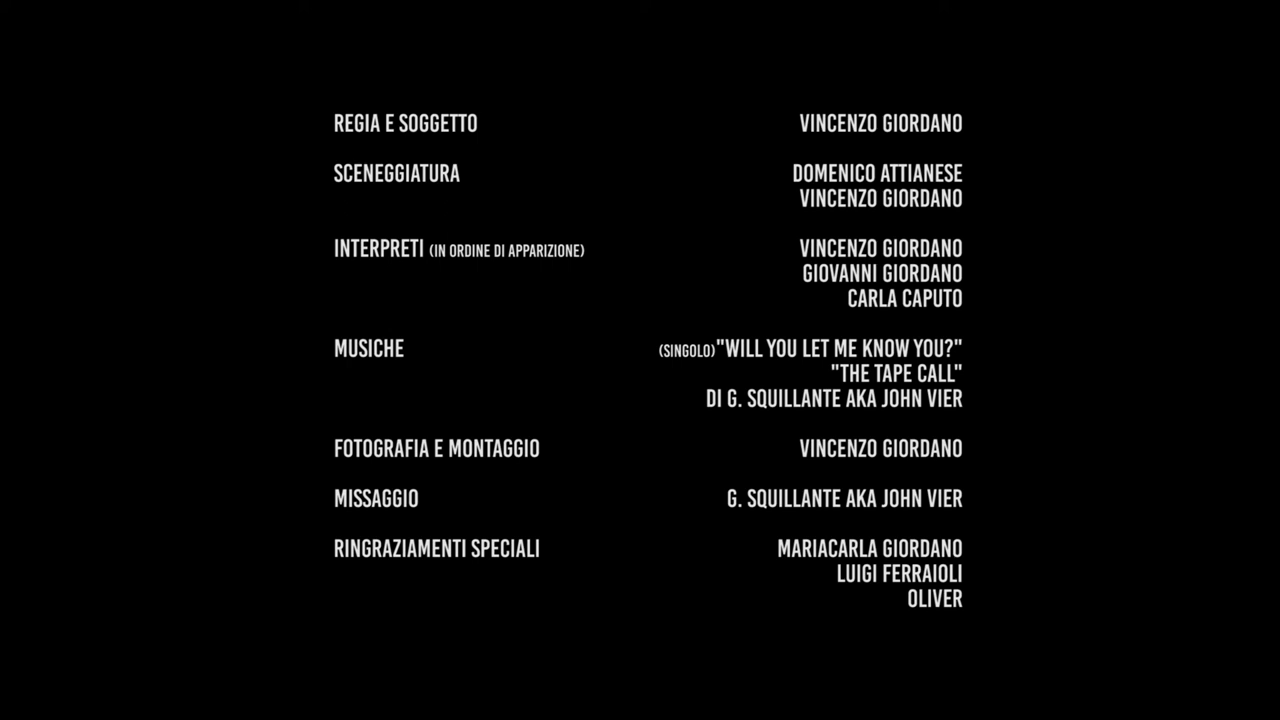 REGIA E SOGGETTO VINCENZO GIORDANO
SCENEGGIATURA DOMENICO ATTIANESE
VINCENZO GIORDANO
INTERPRETI (IN ORDINE DI APPARIZIONE) VINCENZO GIORDANO
GIOVANNI GIORDANO
CARLA CAPUTO
MUSICHE (SINGOLO)"WILL YOU LET ME KNOW YOU?"
"THE TAPE CALL"
DI G. SQUILLANTE AKA JOHN VIER
FOTOGRAFIA E MONTAGGIO VINCENZO GIORDANO
MISSAGGIO G. SQUILLANTE AKA JOHN VIER
RINGRAZIAMENTI SPECIALI MARIACARLA GIORDANO
LUIGI FERRAIOLI
OLIVER